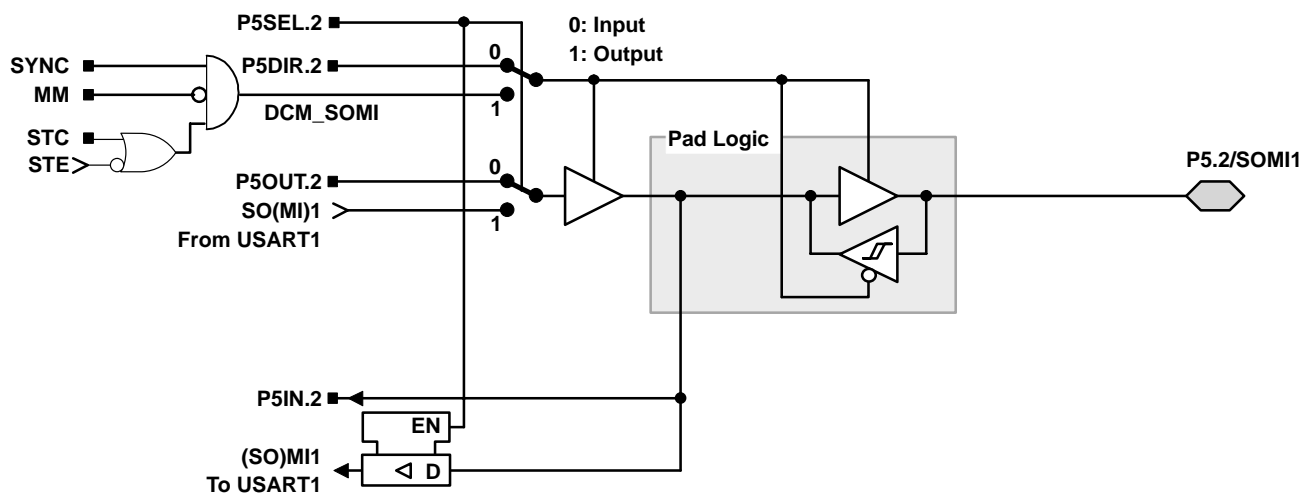 P5SEL.2
0: Input
1: Output
SYNC
P5DIR.2
0
MM
DCM_SOMI
1
STC
STE
Pad Logic
P5.2/SOMI1
P5OUT.2
0
SO(MI)1
1
From USART1
P5IN.2
EN
(SO)MI1
D
To USART1